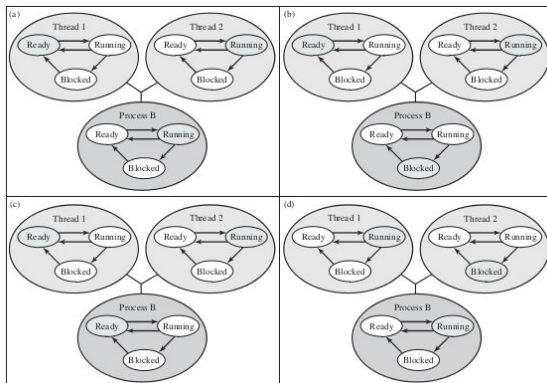 (a)
Thread 1
Ready Running
Blocked
Thread 2
Ready Running
Blocked
Process B
Ready Running
Blocked
(b)
Thread 1
Ready Running
Blocked
Thread 2
Ready Running
Blocked
Process B
Ready Running
Blocked
(c)
Thread 1
Ready Running
Blocked
Thread 2
Ready Running
Blocked
Process B
Ready Running
Blocked
(d)
Thread 1
Ready Running
Blocked
Thread 2
Ready Running
Blocked
Process B
Ready Running
Blocked